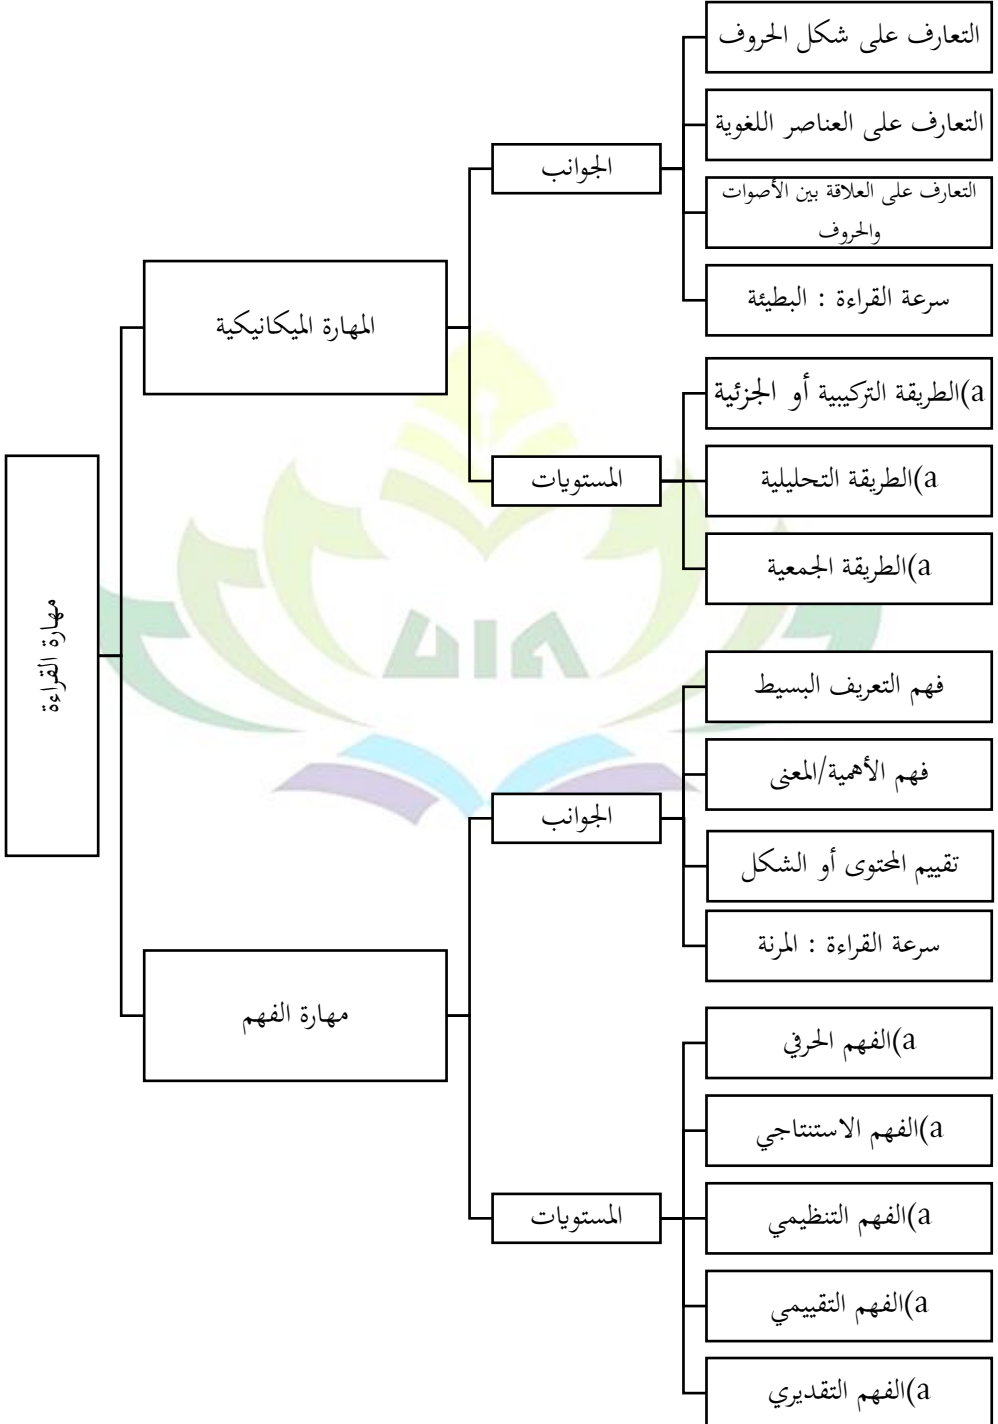 التعارف على شكل الحروف
التعارف على العناصر اللغوية
الجوانب
التعارف على العلاقة بين الأصوات
والحروف
سرعة القراءة : البطيئة
المهارة الميكانيكية
a)الطريقة التركيبية أو الجزئية
المستويات
a)الطريقة التحليلية
a)الطريقة الجمعية
مهارة القراءة
فهم التعريف البسيط
فهم الأهمية/المعنى
الجوانب
تقييم المحتوى أو الشكل
سرعة القراءة : المرنة
مهارة الفهم
a)الفهم الحرفي
a)الفهم الاستنتاجي
المستويات
a)الفهم التنظيمي
a)الفهم التقييمي
a)الفهم التقديري